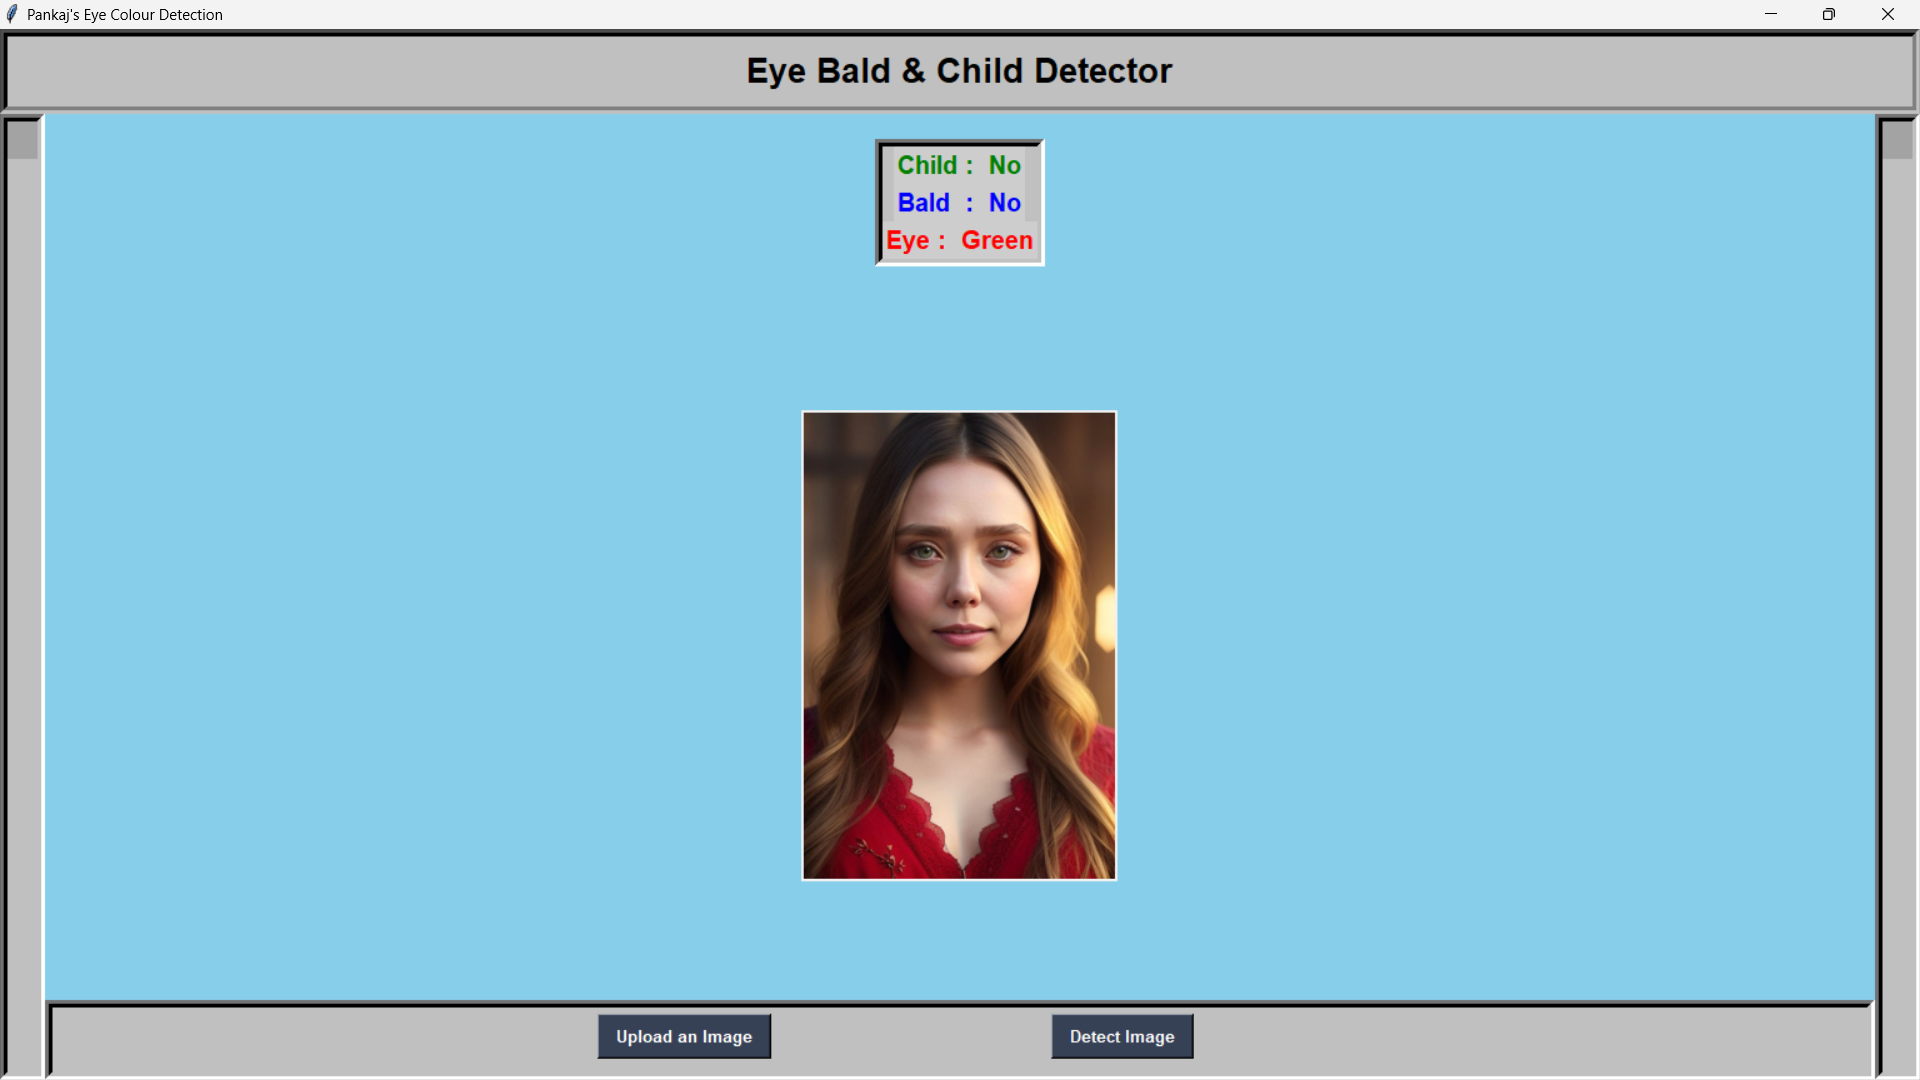 Pankaj's Eye Colour Detection
Eye Bald & Child Detector
Child : No
Bald : No
Eye : Green
Upload an Image
Detect Image